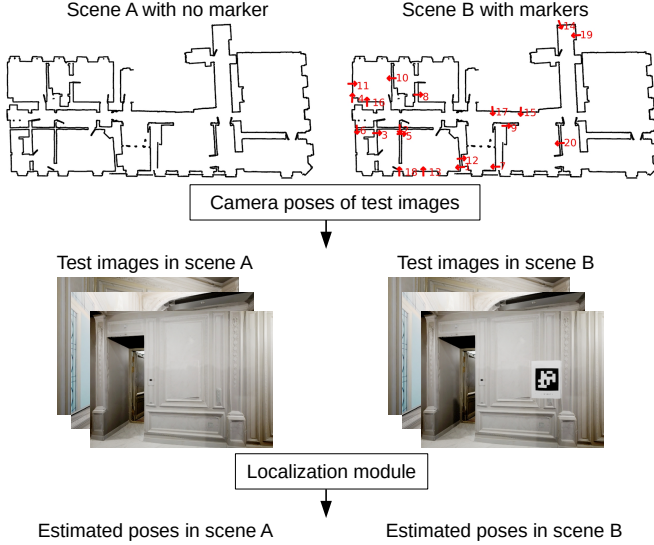 Scene A with no marker
Scene B with markers
14
19
11
10
4
16
8
17
15
6
3
5
9
20
12
7
18
13
Camera poses of test images
Test images in scene A
Test images in scene B
Localization module
Estimated poses in scene A
Estimated poses in scene B